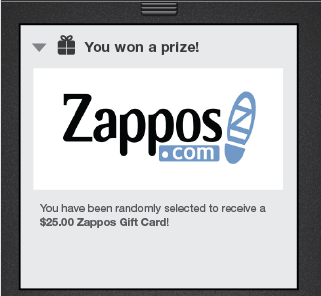 You won a prize!
Zappos
.com
You have been randomly selected to receive a
$25.00 Zappos Gift Card!